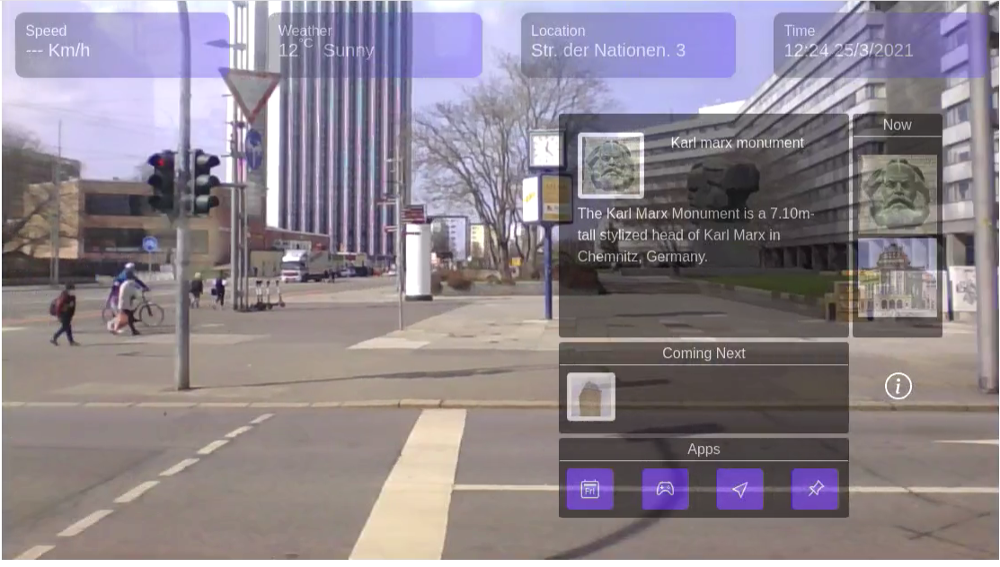 Speed
--- Km/h
Weather
12 °C Sunny
Location
Str. der Nationen. 3
Time
12:24 25/3/2021
Karl marx monument
The Karl Marx Monument is a 7.10m-
tall stylized head of Karl Marx in
Chemnitz, Germany.
Now
Coming Next
Apps
Fri